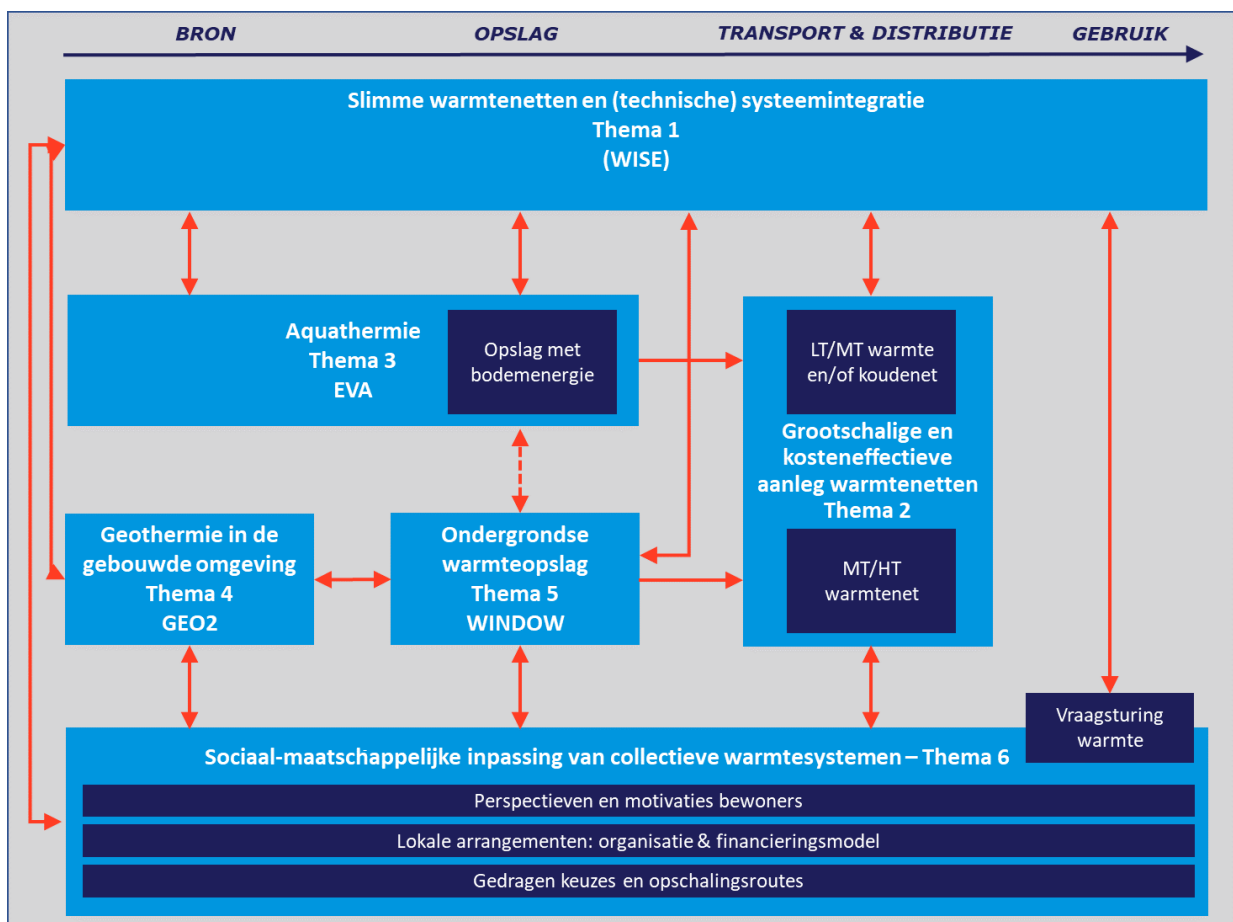 BRON
OPSLAG
TRANSPORT & DISTRIBUTIE
GEBRUIK
Slimme warmtenetten en (technische) systeemintegratie
Thema 1
(WISE)
Aquathermie
Thema 3
EVA
Opslag met
bodemenergie
LT/MT warmte
en/of koudenet
Grootschalige en
kosteneffectieve
aanleg warmtenetten
Thema 2
MT/HT
warmtenet
Geothermie in de
gebouwde omgeving
Thema 4
GEO2
Ondergrondse
warmteopslag
Thema 5
WINDOW
Vraagsturing
warmte
Sociaal-maatschappelijke inpassing van collectieve warmtesystemen – Thema 6
Perspectieven en motivaties bewoners
Lokale arrangementen: organisatie & financieringsmodel
Gedragen keuzes en opschalingsroutes